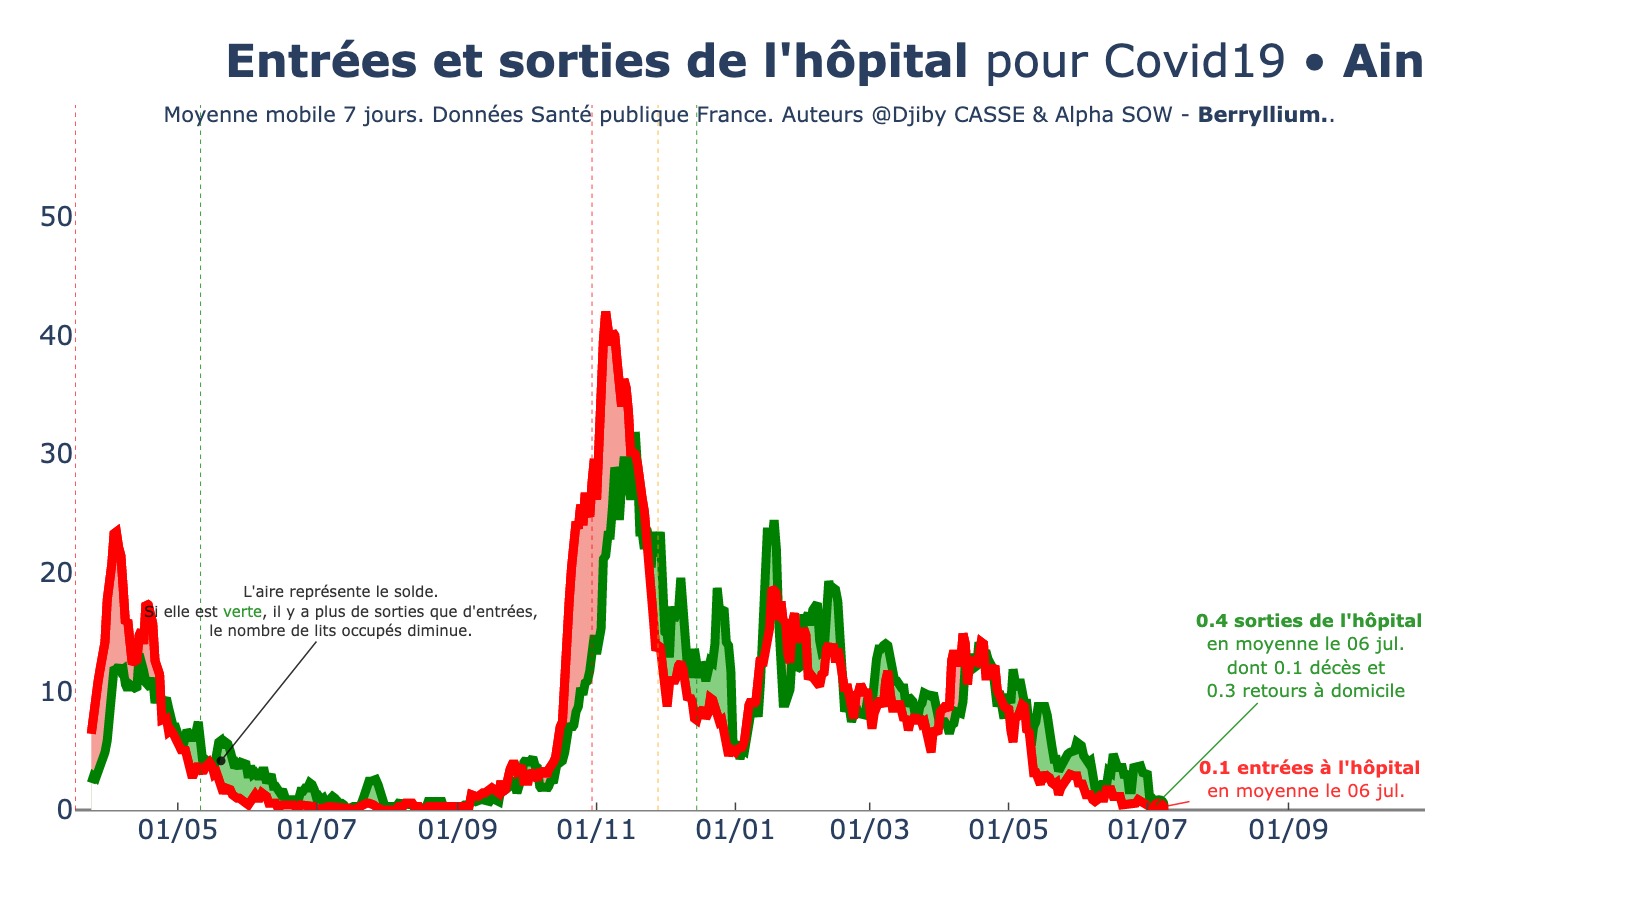 Entrées et sorties de l'hôpital pour Covid19 • Ain
Moyenne mobile 7 jours. Données Santé publique France. Auteurs @Djiby CASSE & Alpha SOW - Berryllium..
50
40
30
20
10
0
L'aire représente le solde.
Si elle est verte, il y a plus de sorties que d'entrées,
le nombre de lits occupés diminue.
0.4 sorties de l'hôpital
en moyenne le 06 jul.
dont 0.1 décès et
0.3 retours à domicile
0.1 entrées à l'hôpital
en moyenne le 06 jul.
01/05 01/07 01/09 01/11 01/01 01/03 01/05 01/07 01/09